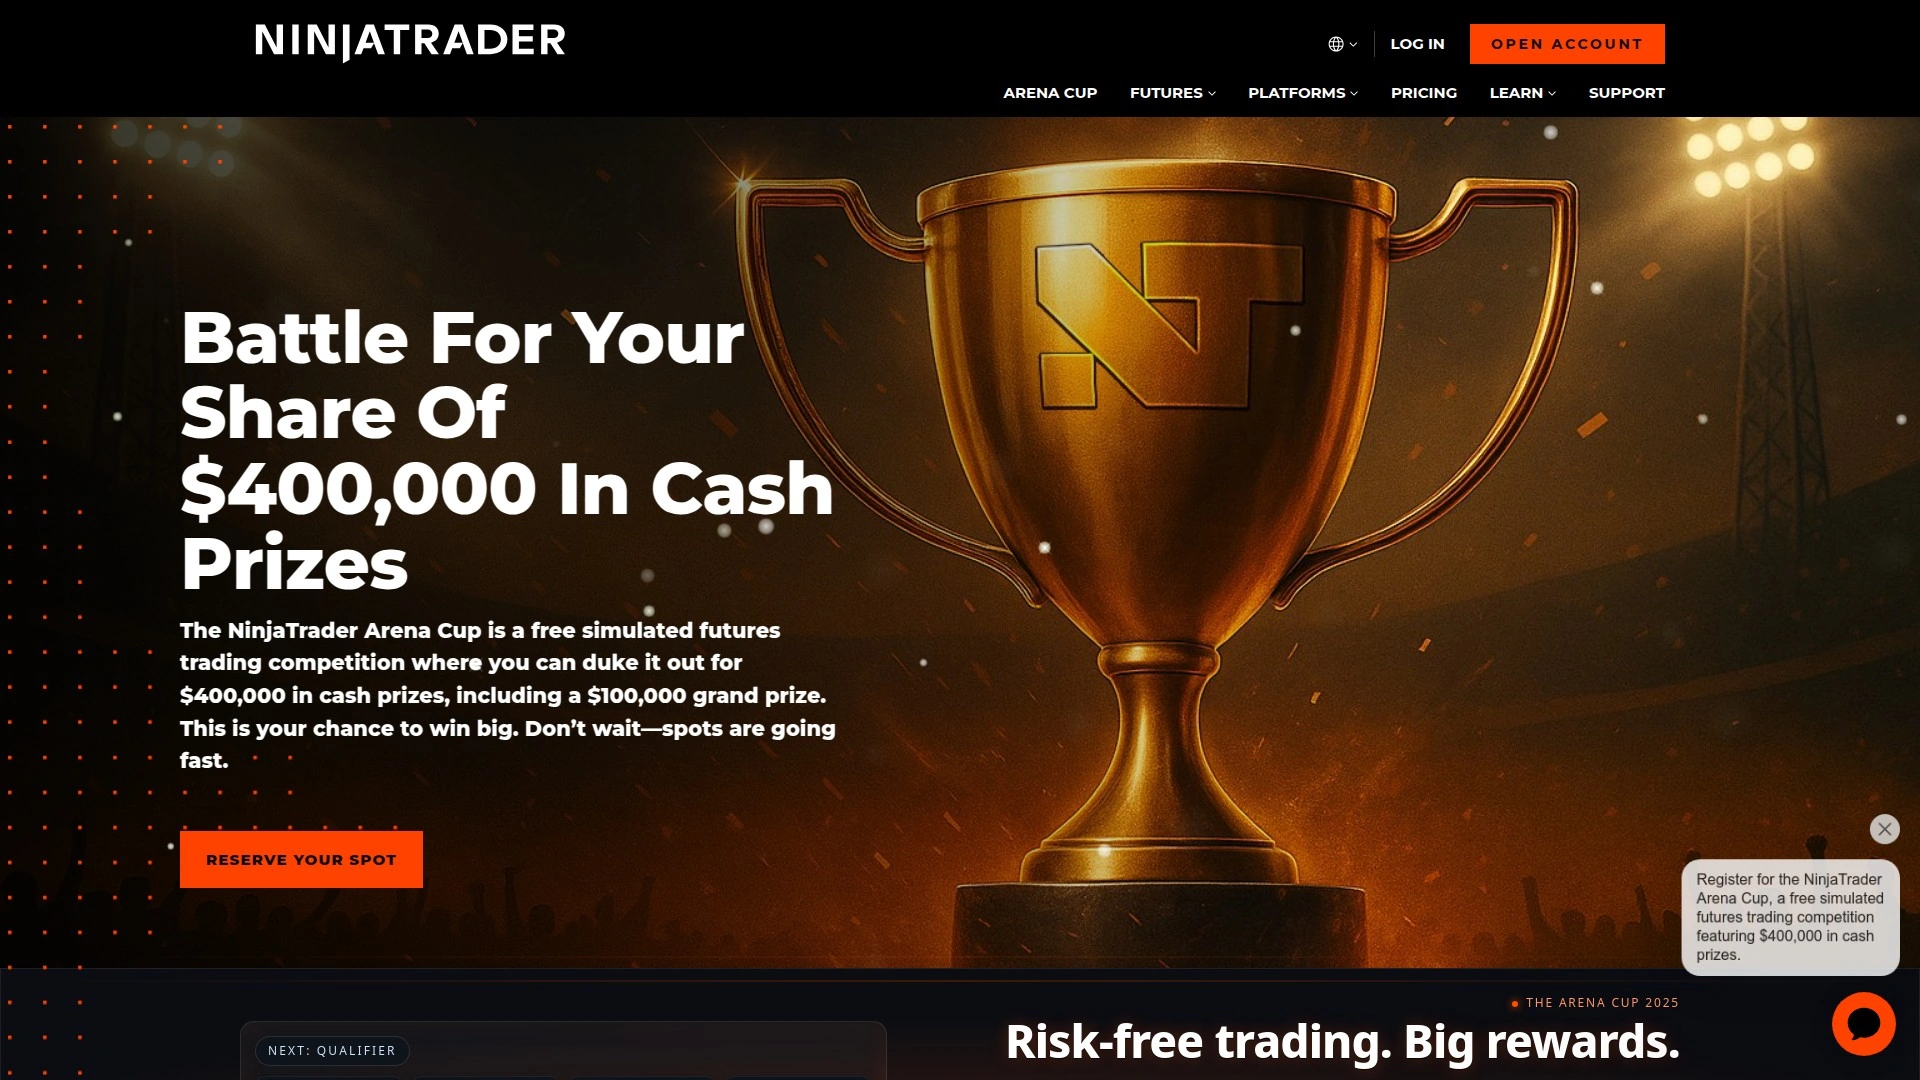 NINJATRADER
LOG IN
OPEN ACCOUNT
ARENA CUP
FUTURES
PLATFORMS
PRICING
LEARN
SUPPORT
NT
Battle For Your
Share Of
$400,000 In Cash
Prizes
The NinjaTrader Arena Cup is a free simulated futures
trading competition where you can duke it out for
$400,000 in cash prizes, including a $100,000 grand prize.
This is your chance to win big. Don’t wait—spots are going
fast.
RESERVE YOUR SPOT
Register for the NinjaTrader
Arena Cup, a free simulated
futures trading competition
featuring $400,000 in cash
prizes.
NEXT: QUALIFIER
THE ARENA CUP 2025
Risk-free trading. Big rewards.